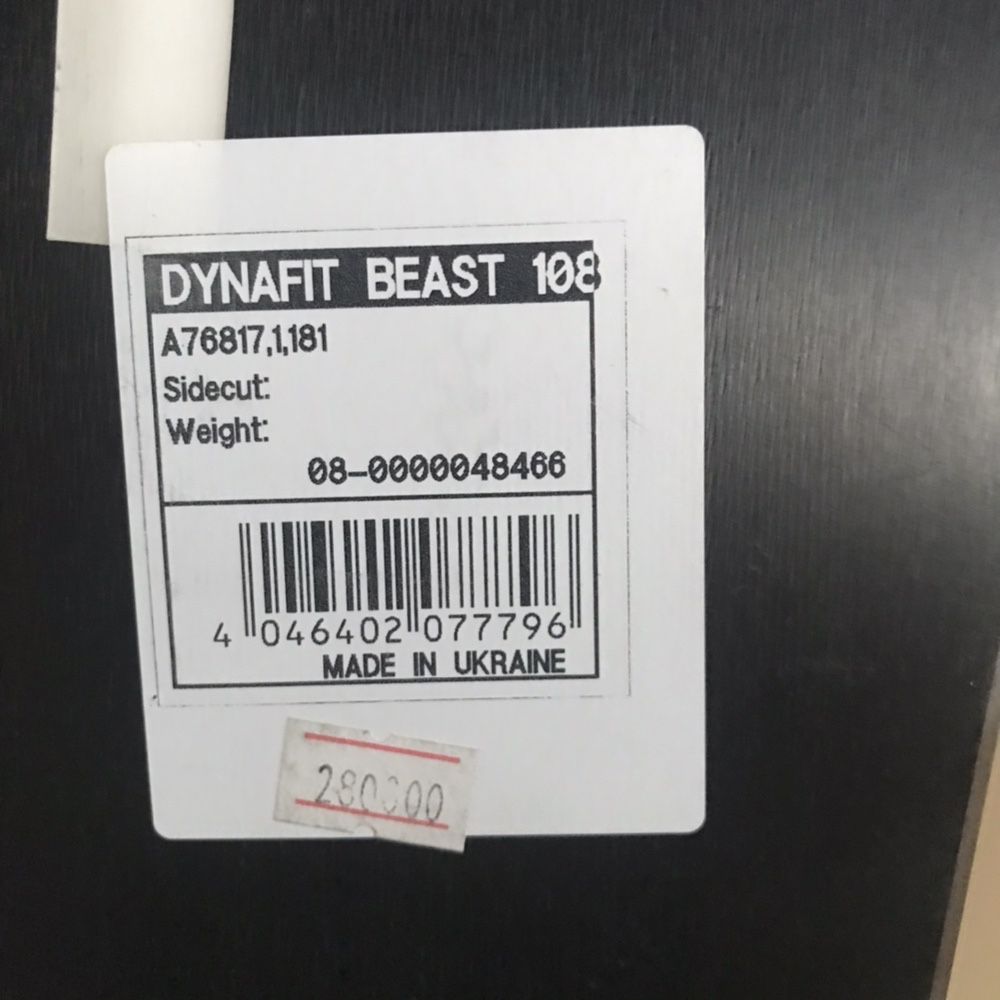 DYNAFIT BEAST 108
A76817,1,181
Sidecut:
Weight:
08-0000048466
4 046402 077796
MADE IN UKRAINE
280000